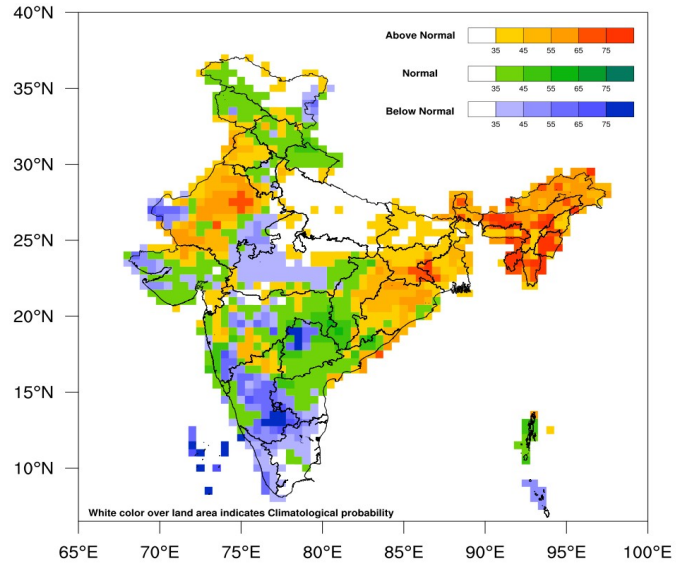 40°N
Above Normal
35 45 55 65 75
35°N
Normal
35 45 55 65 75
Below Normal
35 45 55 65 75
30°N
25°N
20°N
15°N
10°N
White color over land area indicates Climatological probability
65°E 70°E 75°E 80°E 85°E 90°E 95°E 100°E